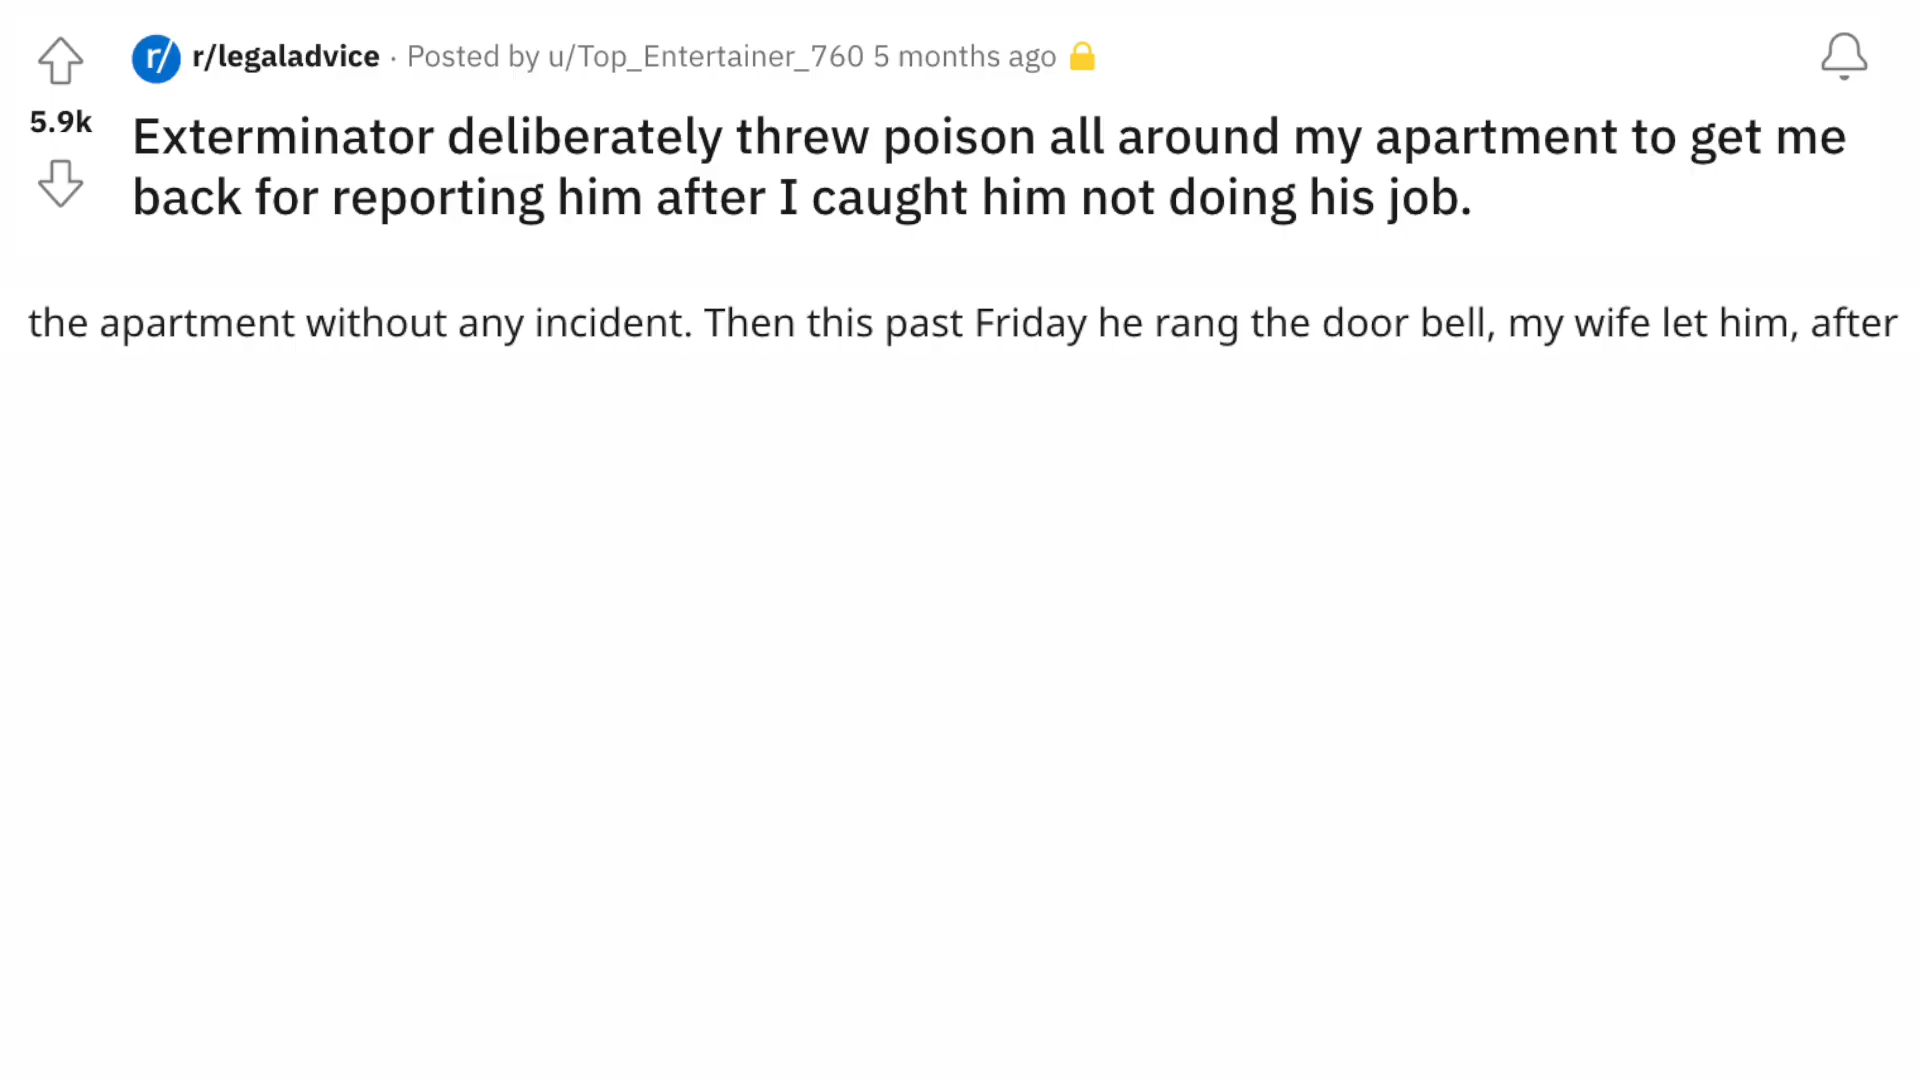 r/ r/legaladvice · Posted by u/Top_Entertainer_760 5 months ago
5.9k
Exterminator deliberately threw poison all around my apartment to get me
back for reporting him after I caught him not doing his job.
the apartment without any incident. Then this past Friday he rang the door bell, my wife let him, after